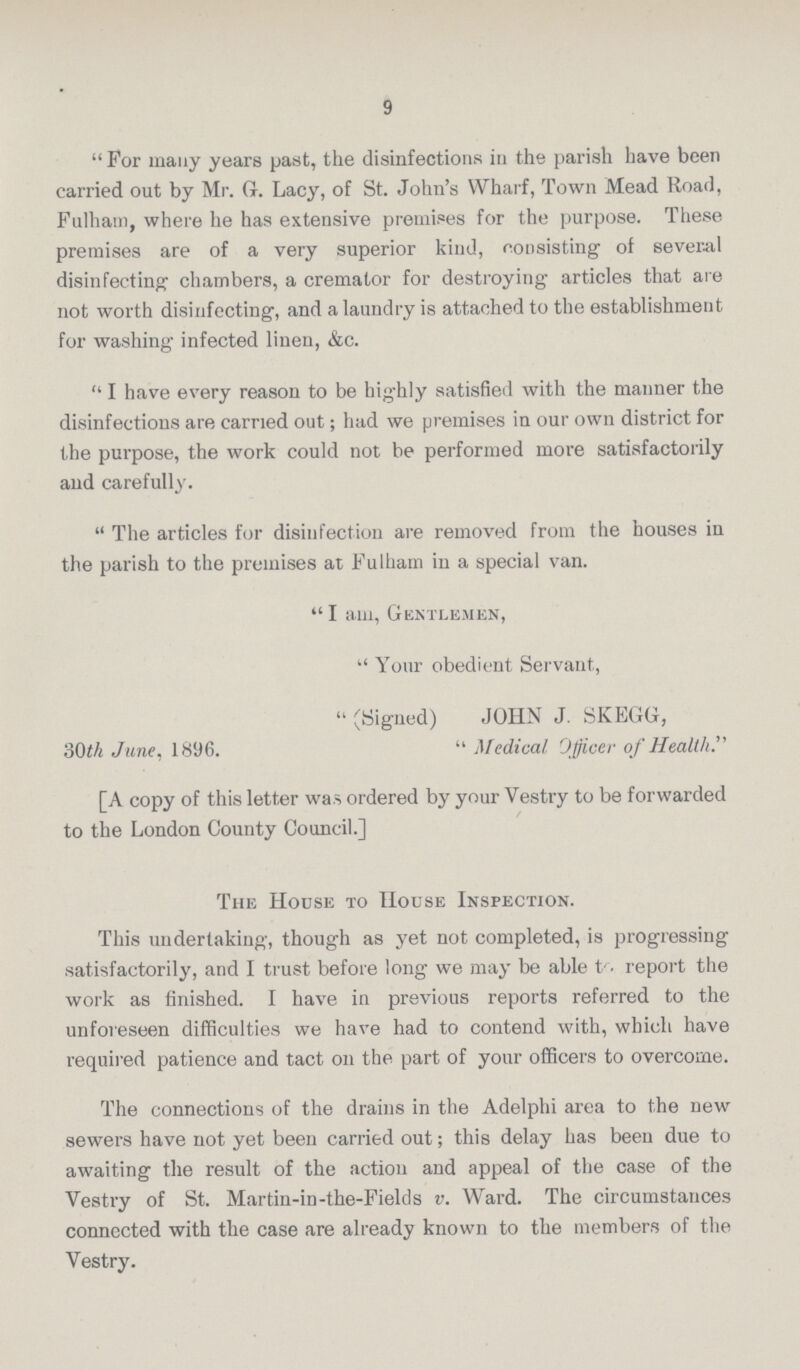 9
“For many years past, the disinfections in the parish have been
carried out by Mr. G. Lacy, of St. John's Wharf, Town Mead Road,
Fulham, where he has extensive premises for the purpose. These
premises are of a very superior kind, consisting of several
disinfecting chambers, a cremator for destroying articles that are
not worth disinfecting, and a laundry is attached to the establishment
for washing infected linen, &c.
“I have every reason to be highly satisfied with the manner the
disinfections are carried out; had we premises in our own district for
the purpose, the work could not be performed more satisfactorily
and carefully.
“The articles for disinfection are removed from the houses in
the parish to the premises at Fulham in a special van.
“I am, GENTLEMEN,
“Your obedient Servant,
“(Signed) JOHN J. SKEGG,
30th June, 1896. “Medical Officer of Health.”
[A copy of this letter was ordered by your Vestry to be forwarded
to the London County Council.]
THE HOUSE TO HOUSE INSPECTION.
This undertaking, though as yet not completed, is progressing
satisfactorily, and I trust before long we may be able to report the
work as finished. I have in previous reports referred to the
unforeseen difficulties we have had to contend with, which have
required patience and tact on the part of your officers to overcome.
The connections of the drains in the Adelphi area to the new
sewers have not yet been carried out; this delay has been due to
awaiting the result of the action and appeal of the case of the
Vestry of St. Martin-in-the-Fields v. Ward. The circumstances
connected with the case are already known to the members of the
Vestry.